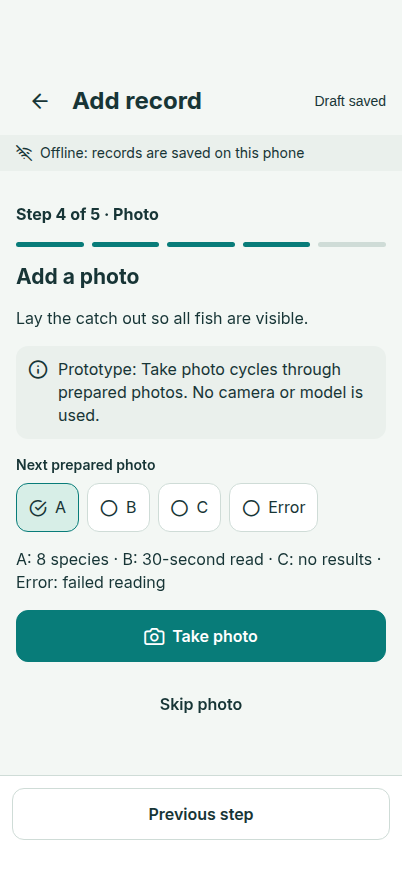 Add record
Draft saved
Offline: records are saved on this phone
Step 4 of 5 · Photo
Add a photo
Lay the catch out so all fish are visible.
Prototype: Take photo cycles through
prepared photos. No camera or model is
used.
Next prepared photo
A
B
C
Error
A: 8 species · B: 30-second read · C: no results ·
Error: failed reading
Take photo
Skip photo
Previous step